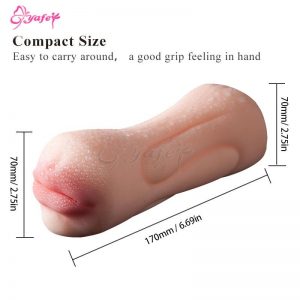 yafei
Compact Size
Easy to carry around, a good grip feeling in hand
70mm/ 2.75in
70mm/ 2.75in
170mm/ 6.69in